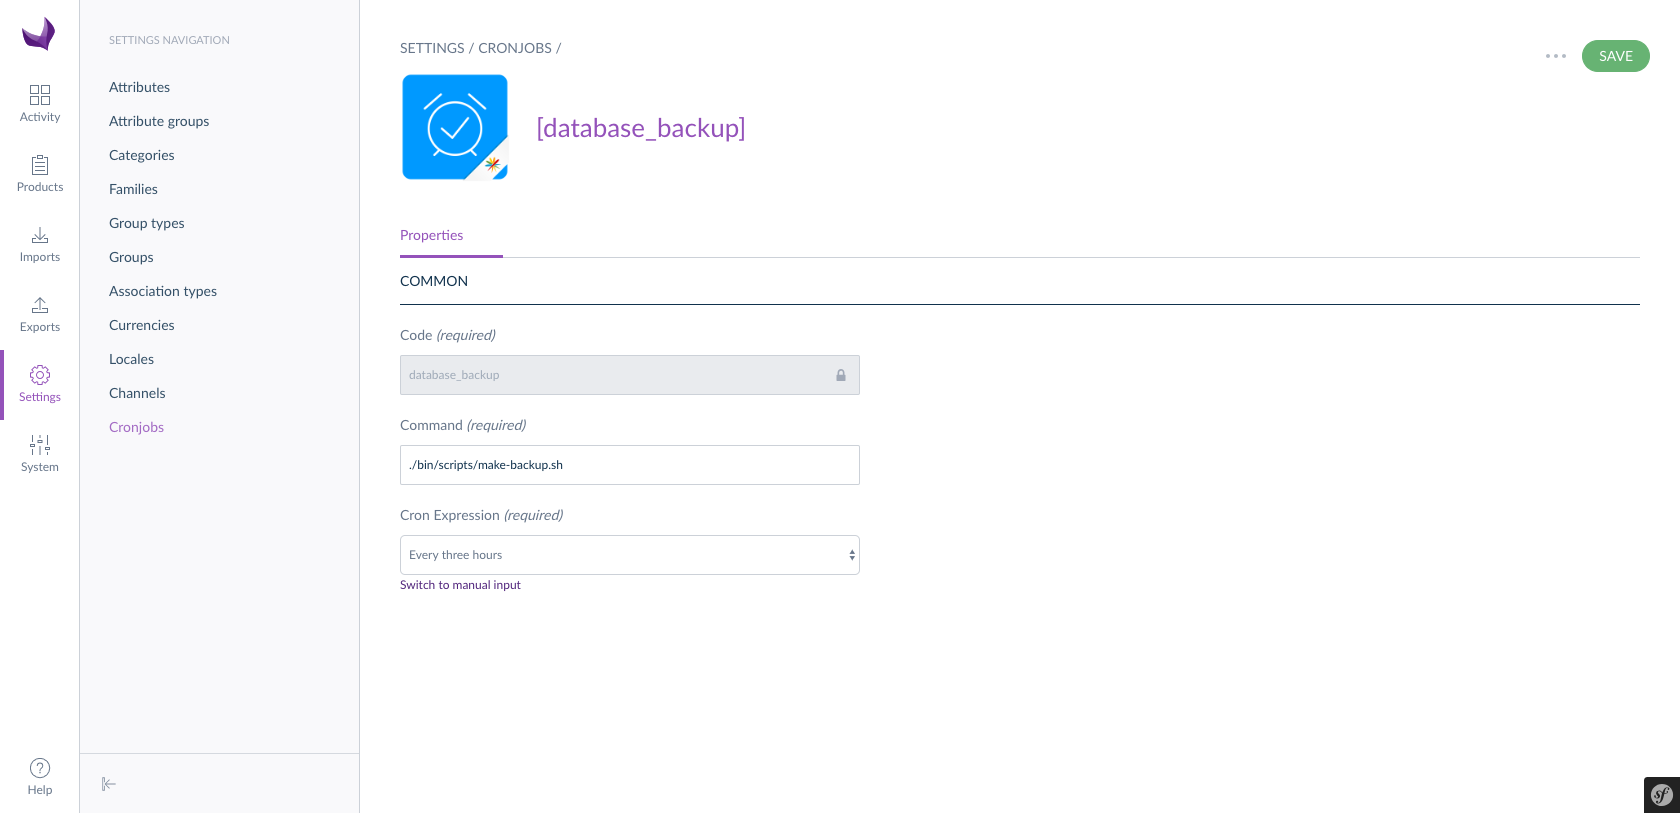 Activity
Products
Imports
Exports
Settings
System
Help
SETTINGS NAVIGATION
Attributes
Attribute groups
Categories
Families
Group types
Groups
Association types
Currencies
Locales
Channels
Cronjobs
SETTINGS / CRONJOBS /
SAVE
[database_backup]
Properties
COMMON
Code (required)
database_backup
Command (required)
./bin/scripts/make-backup.sh
Cron Expression (required)
Every three hours
Switch to manual input
sf